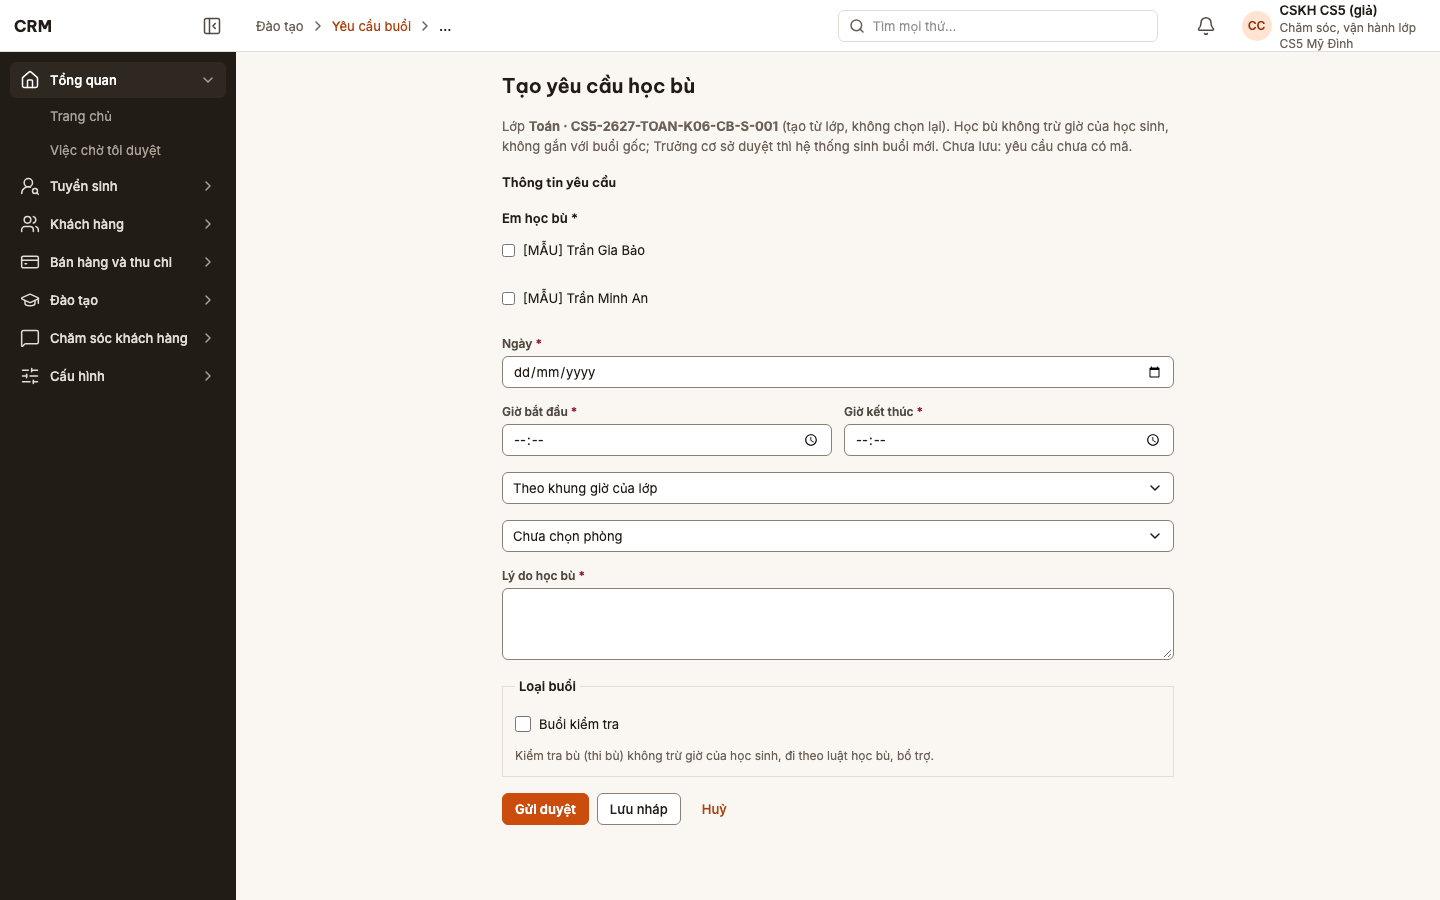 CRM
Đào tạo > Yêu cầu buổi > ...
Tìm mọi thứ...
CC
CSKH CS5 (giả)
Chăm sóc, vận hành lớp
CS5 Mỹ Đình
Tổng quan
Trang chủ
Việc chờ tôi duyệt
Tuyển sinh
Khách hàng
Bán hàng và thu chi
Đào tạo
Chăm sóc khách hàng
Cấu hình
Tạo yêu cầu học bù
Lớp Toán · CS5-2627-TOAN-K06-CB-S-001 (tạo từ lớp, không chọn lại). Học bù không trừ giờ của học sinh,
không gắn với buổi gốc; Trưởng cơ sở duyệt thì hệ thống sinh buổi mới. Chưa lưu: yêu cầu chưa có mã.
Thông tin yêu cầu
Em học bù *
[MẪU] Trần Gia Bảo
[MẪU] Trần Minh An
Ngày *
dd/mm/yyyy
Giờ bắt đầu * Giờ kết thúc *
--:-- --:--
Theo khung giờ của lớp
Chưa chọn phòng
Lý do học bù *
Loại buổi
Buổi kiểm tra
Kiểm tra bù (thi bù) không trừ giờ của học sinh, đi theo luật học bù, bổ trợ.
Gửi duyệt Lưu nháp Huỷ